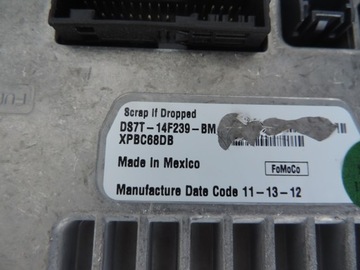 Scrap If Dropped
DS7T-14F239-BM
XPBC68DB
Made In Mexico
FoMoCo
Manufacture Date Code 11-13-12